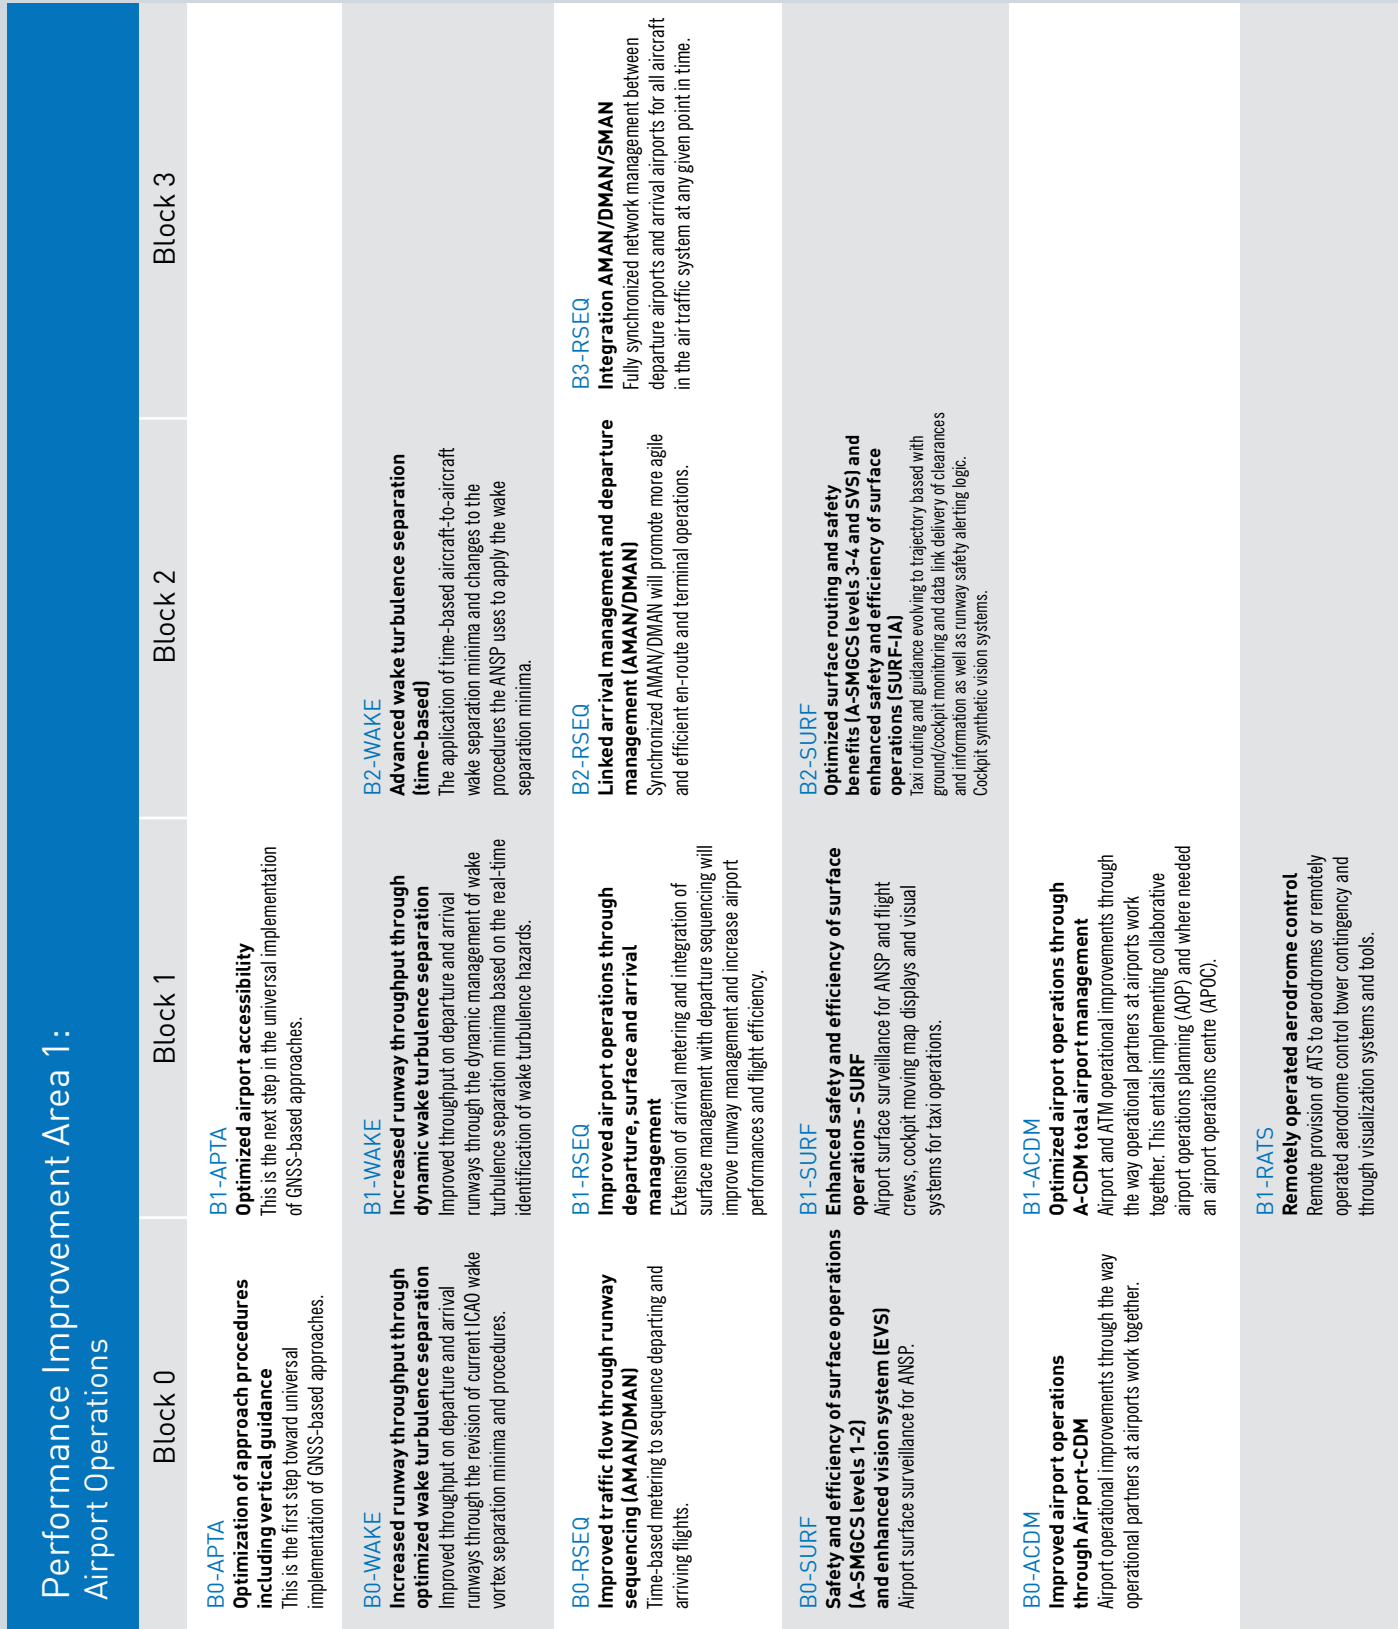 Performance Improvement Area 1:
Airport Operations
Block 0
Block 1
Block 2
Block 3
B0-APTA
Optimization of approach procedures
including vertical guidance
This is the first step toward universal
implementation of GNSS-based approaches.
B1-APTA
Optimized airport accessibility
This is the next step in the universal implementation
of GNSS-based approaches.
B0-WAKE
Increased runway throughput through
optimized wake turbulence separation
Improved throughput on departure and arrival
runways through the revision of current ICAO wake
vortex separation minima and procedures.
B1-WAKE
Increased runway throughput through
dynamic wake turbulence separation
Improved throughput on departure and arrival
runways through the dynamic management of wake
turbulence separation minima based on the real-time
identification of wake turbulence hazards.
B2-WAKE
Advanced wake turbulence separation
(time-based)
The application of time-based aircraft-to-aircraft
wake separation minima and changes to the
procedures the ANSP uses to apply the wake
separation minima.
B0-RSEQ
Improved traffic flow through runway
sequencing (AMAN/DMAN)
Time-based metering to sequence departing and
arriving flights.
B1-RSEQ
Improved airport operations through
departure, surface and arrival
management
Extension of arrival metering and integration of
surface management with departure sequencing will
improve runway management and increase airport
performances and flight efficiency.
B2-RSEQ
Linked arrival management and departure
management (AMAN/DMAN)
Synchronized AMAN/DMAN will promote more agile
and efficient en-route and terminal operations.
B3-RSEQ
Integration AMAN/DMAN/SMAN
Fully synchronized network management between
departure airports and arrival airports for all aircraft
in the air traffic system at any given point in time.
B0-SURF
Safety and efficiency of surface operations
(A-SMGCS levels 1-2)
and enhanced vision system (EVS)
Airport surface surveillance for ANSP.
B1-SURF
Enhanced safety and efficiency of surface
operations - SURF
Airport surface surveillance for ANSP and flight
crews, cockpit moving map displays and visual
systems for taxi operations.
B2-SURF
Optimized surface routing and safety
benefits (A-SMGCS levels 3-4 and SVS) and
enhanced safety and efficiency of surface
operations (SURF-IA)
Taxi routing and guidance evolving to trajectory based with
ground/cockpit monitoring and data link delivery of clearances
and information as well as runway safety alerting logic.
Cockpit synthetic vision systems.
B0-ACDM
Improved airport operations
through Airport-CDM
Airport operational improvements through the way
operational partners at airports work together.
B1-ACDM
Optimized airport operations through
A-CDM total airport management
Airport and ATM operational improvements through
the way operational partners at airports work
together. This entails implementing collaborative
airport operations planning (AOP) and where needed
an airport operations centre (APOC).
B1-RATS
Remotely operated aerodrome control
Remote provision of ATS to aerodromes or remotely
operated aerodrome control tower contingency and
through visualization systems and tools.